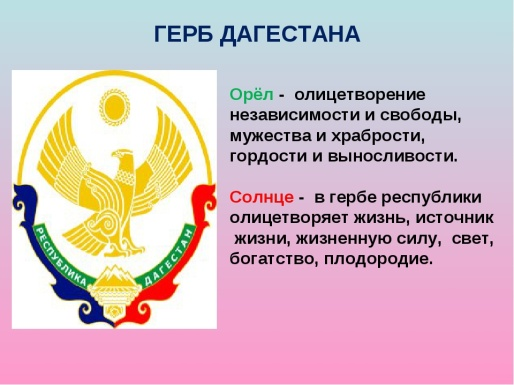 ГЕРБ ДАГЕСТАНА
Орёл - олицетворение
независимости и свободы,
мужества и храбрости,
гордости и выносливости.
Солнце - в гербе республики
олицетворяет жизнь, источник
жизни, жизненную силу, свет,
богатство, плодородие.
РЕСПУБЛИКА
ДАГЕСТАН